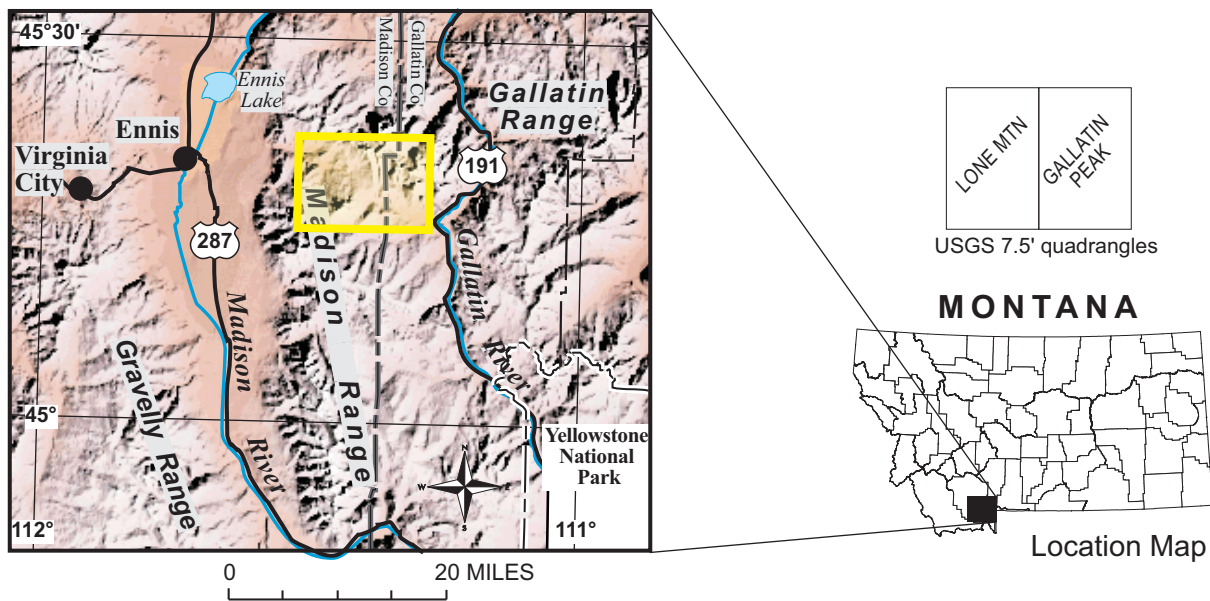 45°30'
Ennis
Lake
Madison Co
Gallatin Co
Gallatin
Range
Ennis
Virginia
City
191
287
Madison
River
Madison Range
Gallatin
River
Gravelly Range
45°
Yellowstone
National
Park
N
W
S
112°
111°
0 20 MILES
LONE MTN
GALLATIN
PEAK
USGS 7.5' quadrangles
MONTANA
Location Map